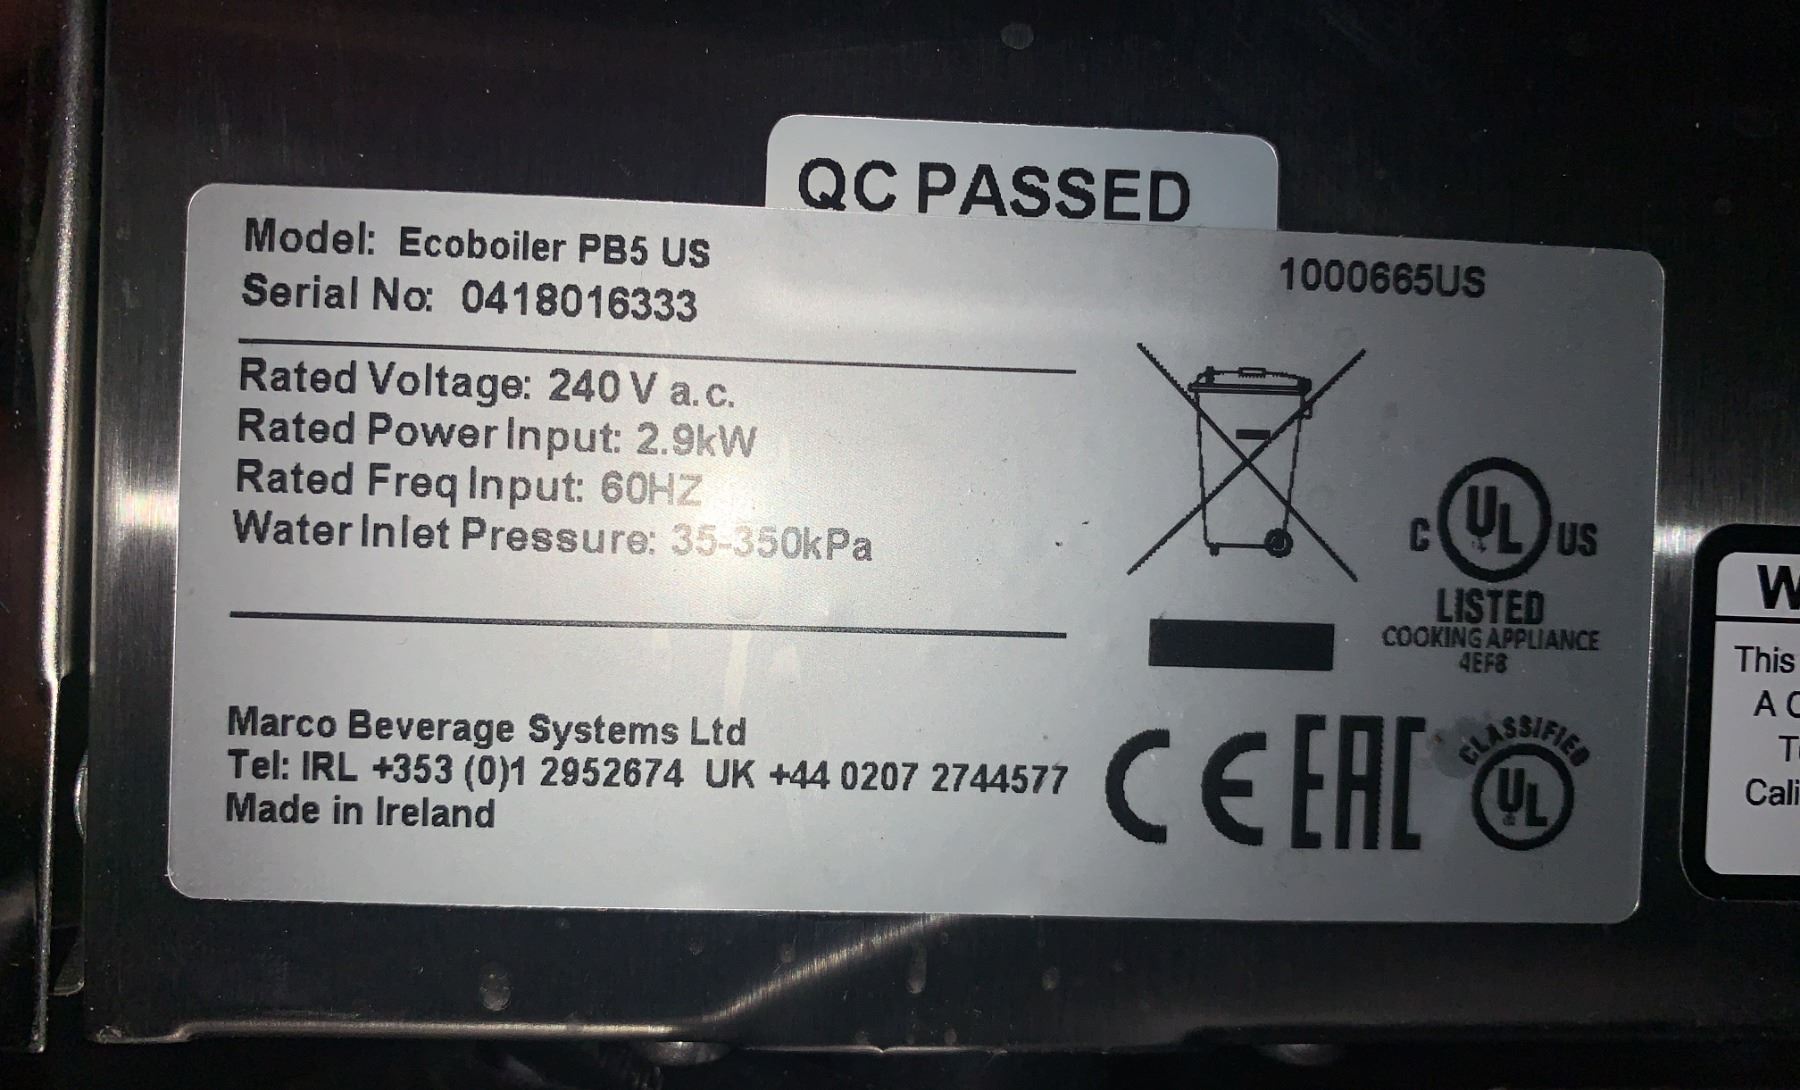 QC PASSED
Model: Ecoboiler PB5 US
1000665US
Serial No: 0418016333
Rated Voltage: 240 V a.c.
Rated Power Input: 2.9kW
Rated Freq Input: 60HZ
Water Inlet Pressure: 35-350kPa
C UL US
LISTED
COOKING APPLIANCE
4EF8
Marco Beverage Systems Ltd
Tel: IRL +353 (0)1 2952674 UK +44 0207 2744577
Made in Ireland
CE EAC
CLASSIFIED
UL
This
A
Cali